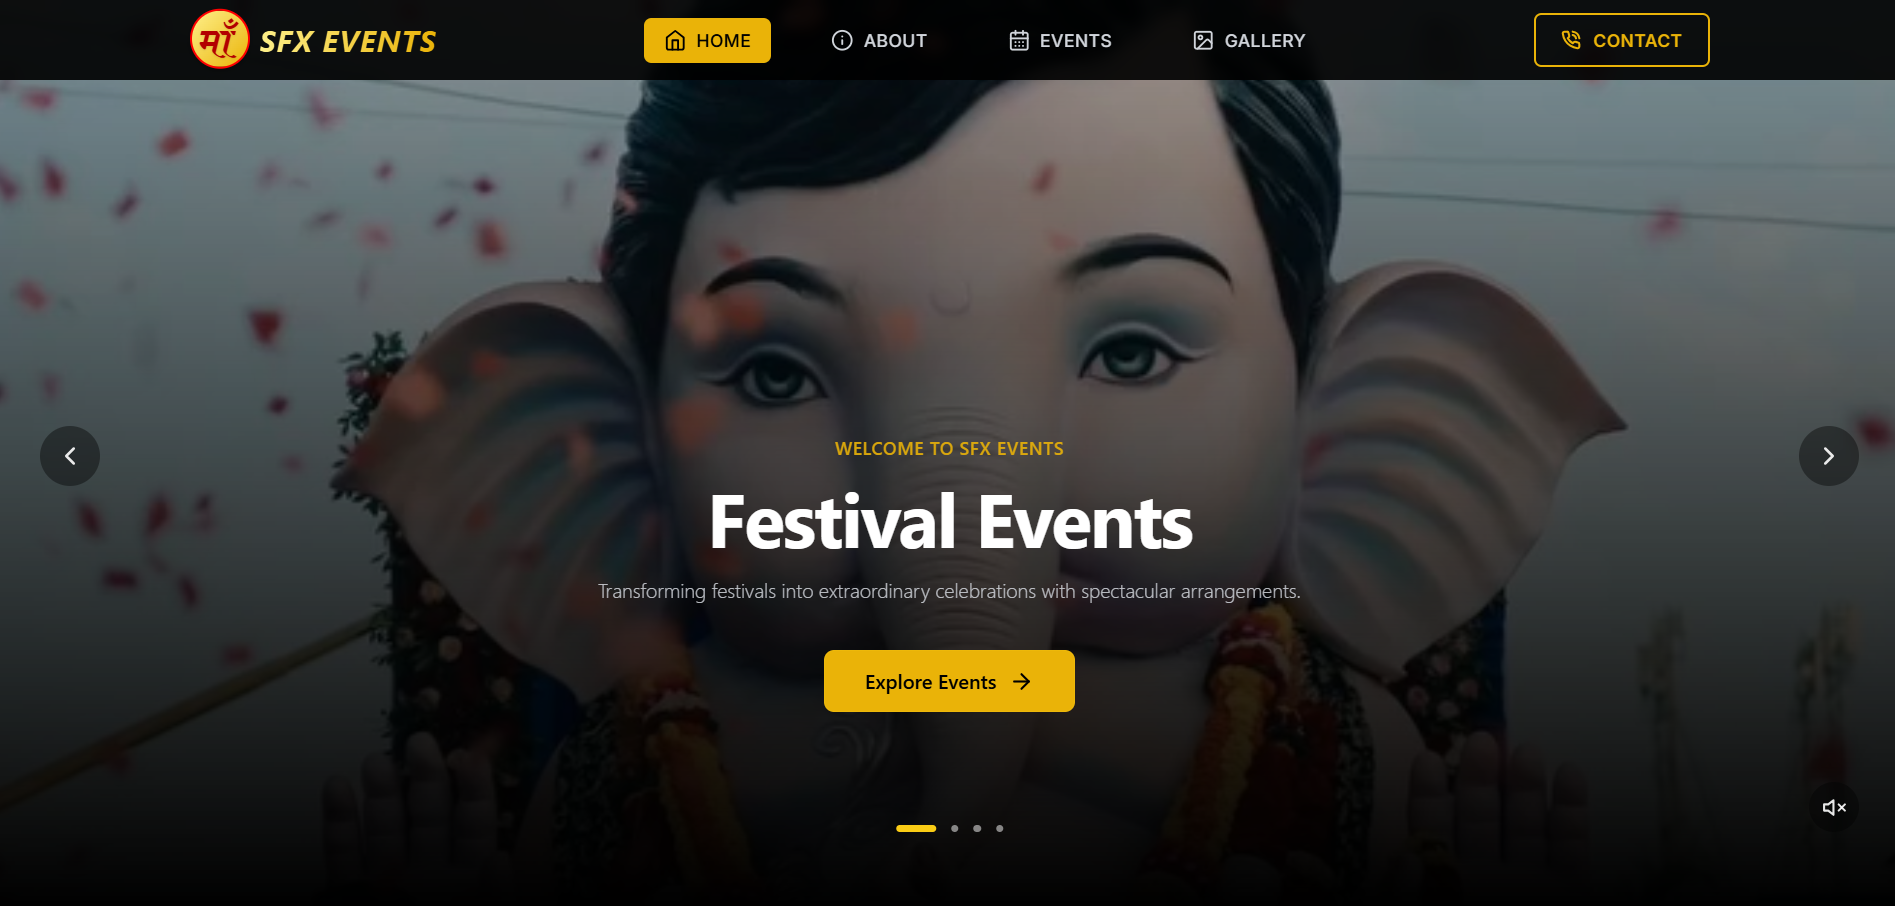 माँ SFX EVENTS
HOME ABOUT EVENTS GALLERY CONTACT
WELCOME TO SFX EVENTS
Festival Events
Transforming festivals into extraordinary celebrations with spectacular arrangements.
Explore Events